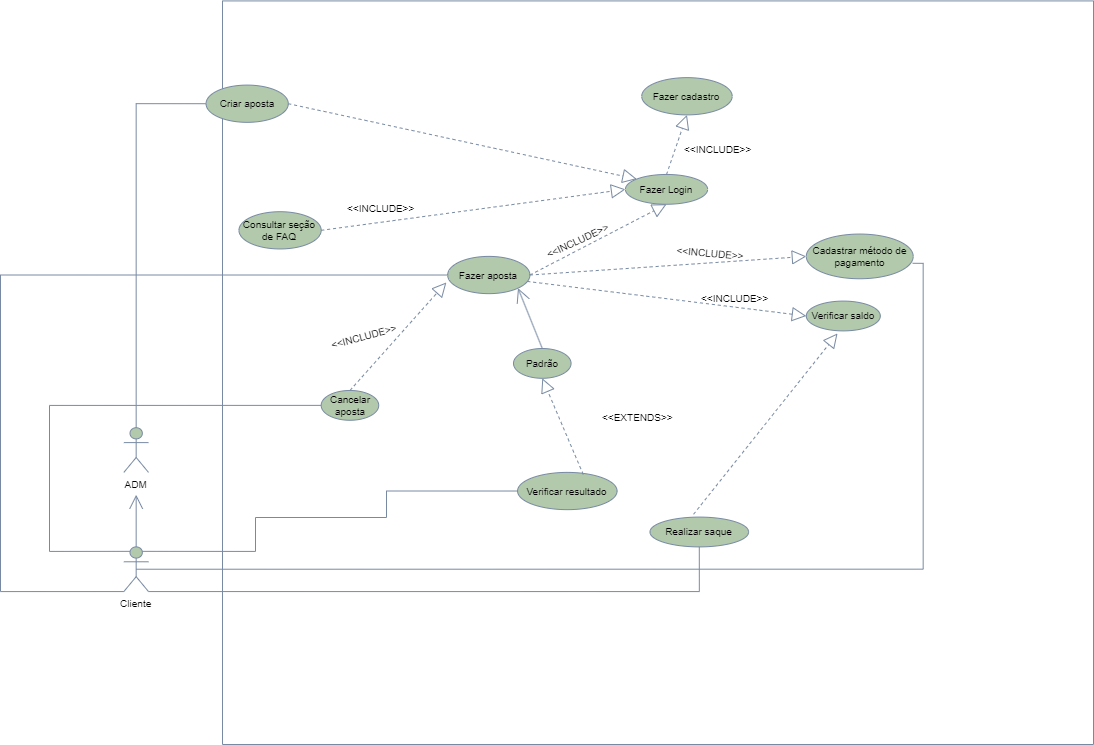 Criar aposta
Fazer cadastro
<<INCLUDE>>
Fazer Login
<<INCLUDE>>
Consultar seção
de FAQ
<<INCLUDE>>
<<INCLUDE>>
Cadastrar método de
pagamento
Fazer aposta
<<INCLUDE>>
Verificar saldo
<<INCLUDE>>
Padrão
Cancelar
aposta
<<EXTENDS>>
ADM
Verificar resultado
Realizar saque
Cliente